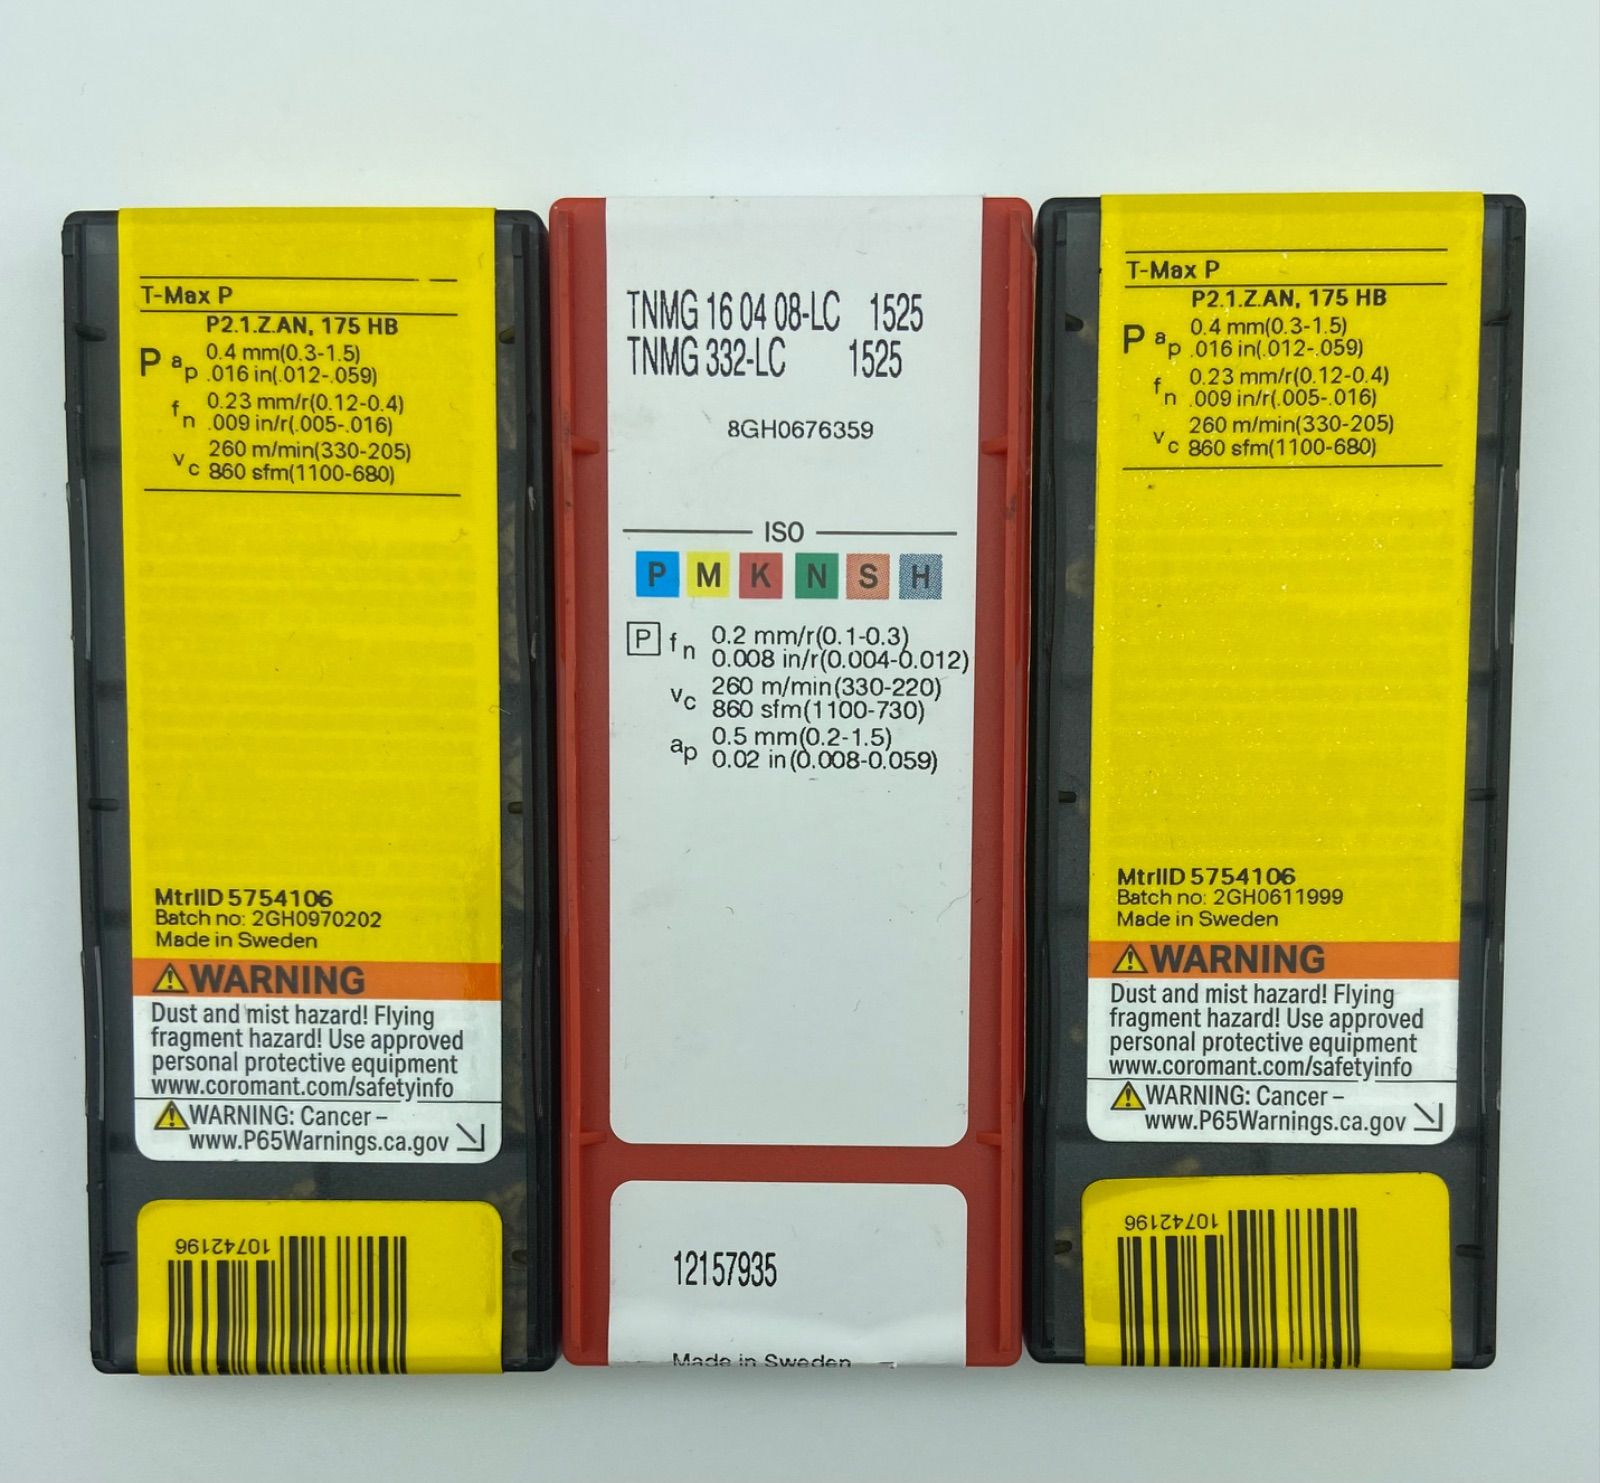 T-Max P
P2.1.Z.AN, 175 HB
P ap 0.4 mm(0.3-1.5)
.016 in(.012-.059)
fn 0.23 mm/r(0.12-0.4)
.009 in/r(.005-.016)
vc 260 m/min(330-205)
860 sfm(1100-680)
MtrlID 5754106
Batch no: 2GH0970202
Made in Sweden
WARNING
Dust and mist hazard! Flying
fragment hazard! Use approved
personal protective equipment
www.coromant.com/safetyinfo
WARNING: Cancer –
www.P65Warnings.ca.gov
10742196
TNMG 16 04 08-LC 1525
TNMG 332-LC 1525
8GH0676359
ISO
P M K N S H
P fn 0.2 mm/r(0.1-0.3)
0.008 in/r(0.004-0.012)
vc 260 m/min(330-220)
860 sfm(1100-730)
ap 0.5 mm(0.2-1.5)
0.02 in(0.008-0.059)
12157935
Made in Sweden
T-Max P
P2.1.Z.AN, 175 HB
P ap 0.4 mm(0.3-1.5)
.016 in(.012-.059)
fn 0.23 mm/r(0.12-0.4)
.009 in/r(.005-.016)
vc 260 m/min(330-205)
860 sfm(1100-680)
MtrlID 5754106
Batch no: 2GH0611999
Made in Sweden
WARNING
Dust and mist hazard! Flying
fragment hazard! Use approved
personal protective equipment
www.coromant.com/safetyinfo
WARNING: Cancer –
www.P65Warnings.ca.gov
10742196